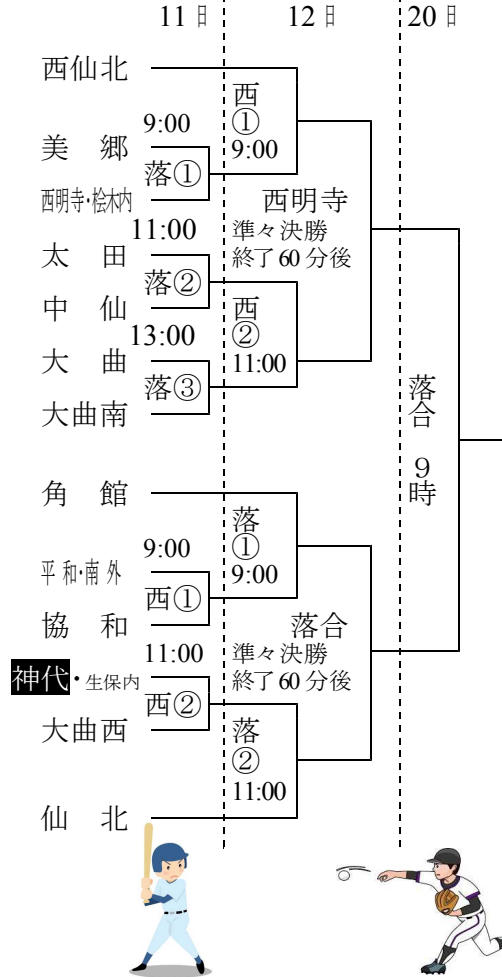 11日 12日 20日
西仙北
西
①
9:00
9:00
美　郷
落①
西明寺・桧木内
西明寺
準々決勝
終了60分後
11:00
太　田
落②
中　仙
西
②
11:00
13:00
大　曲
落③
大曲南
落合　９時
角　館
落
①
9:00
9:00
平和・南外
西①
協　和
落合
準々決勝
終了60分後
11:00
神代・生保内
西②
大曲西
落
②
11:00
仙　北